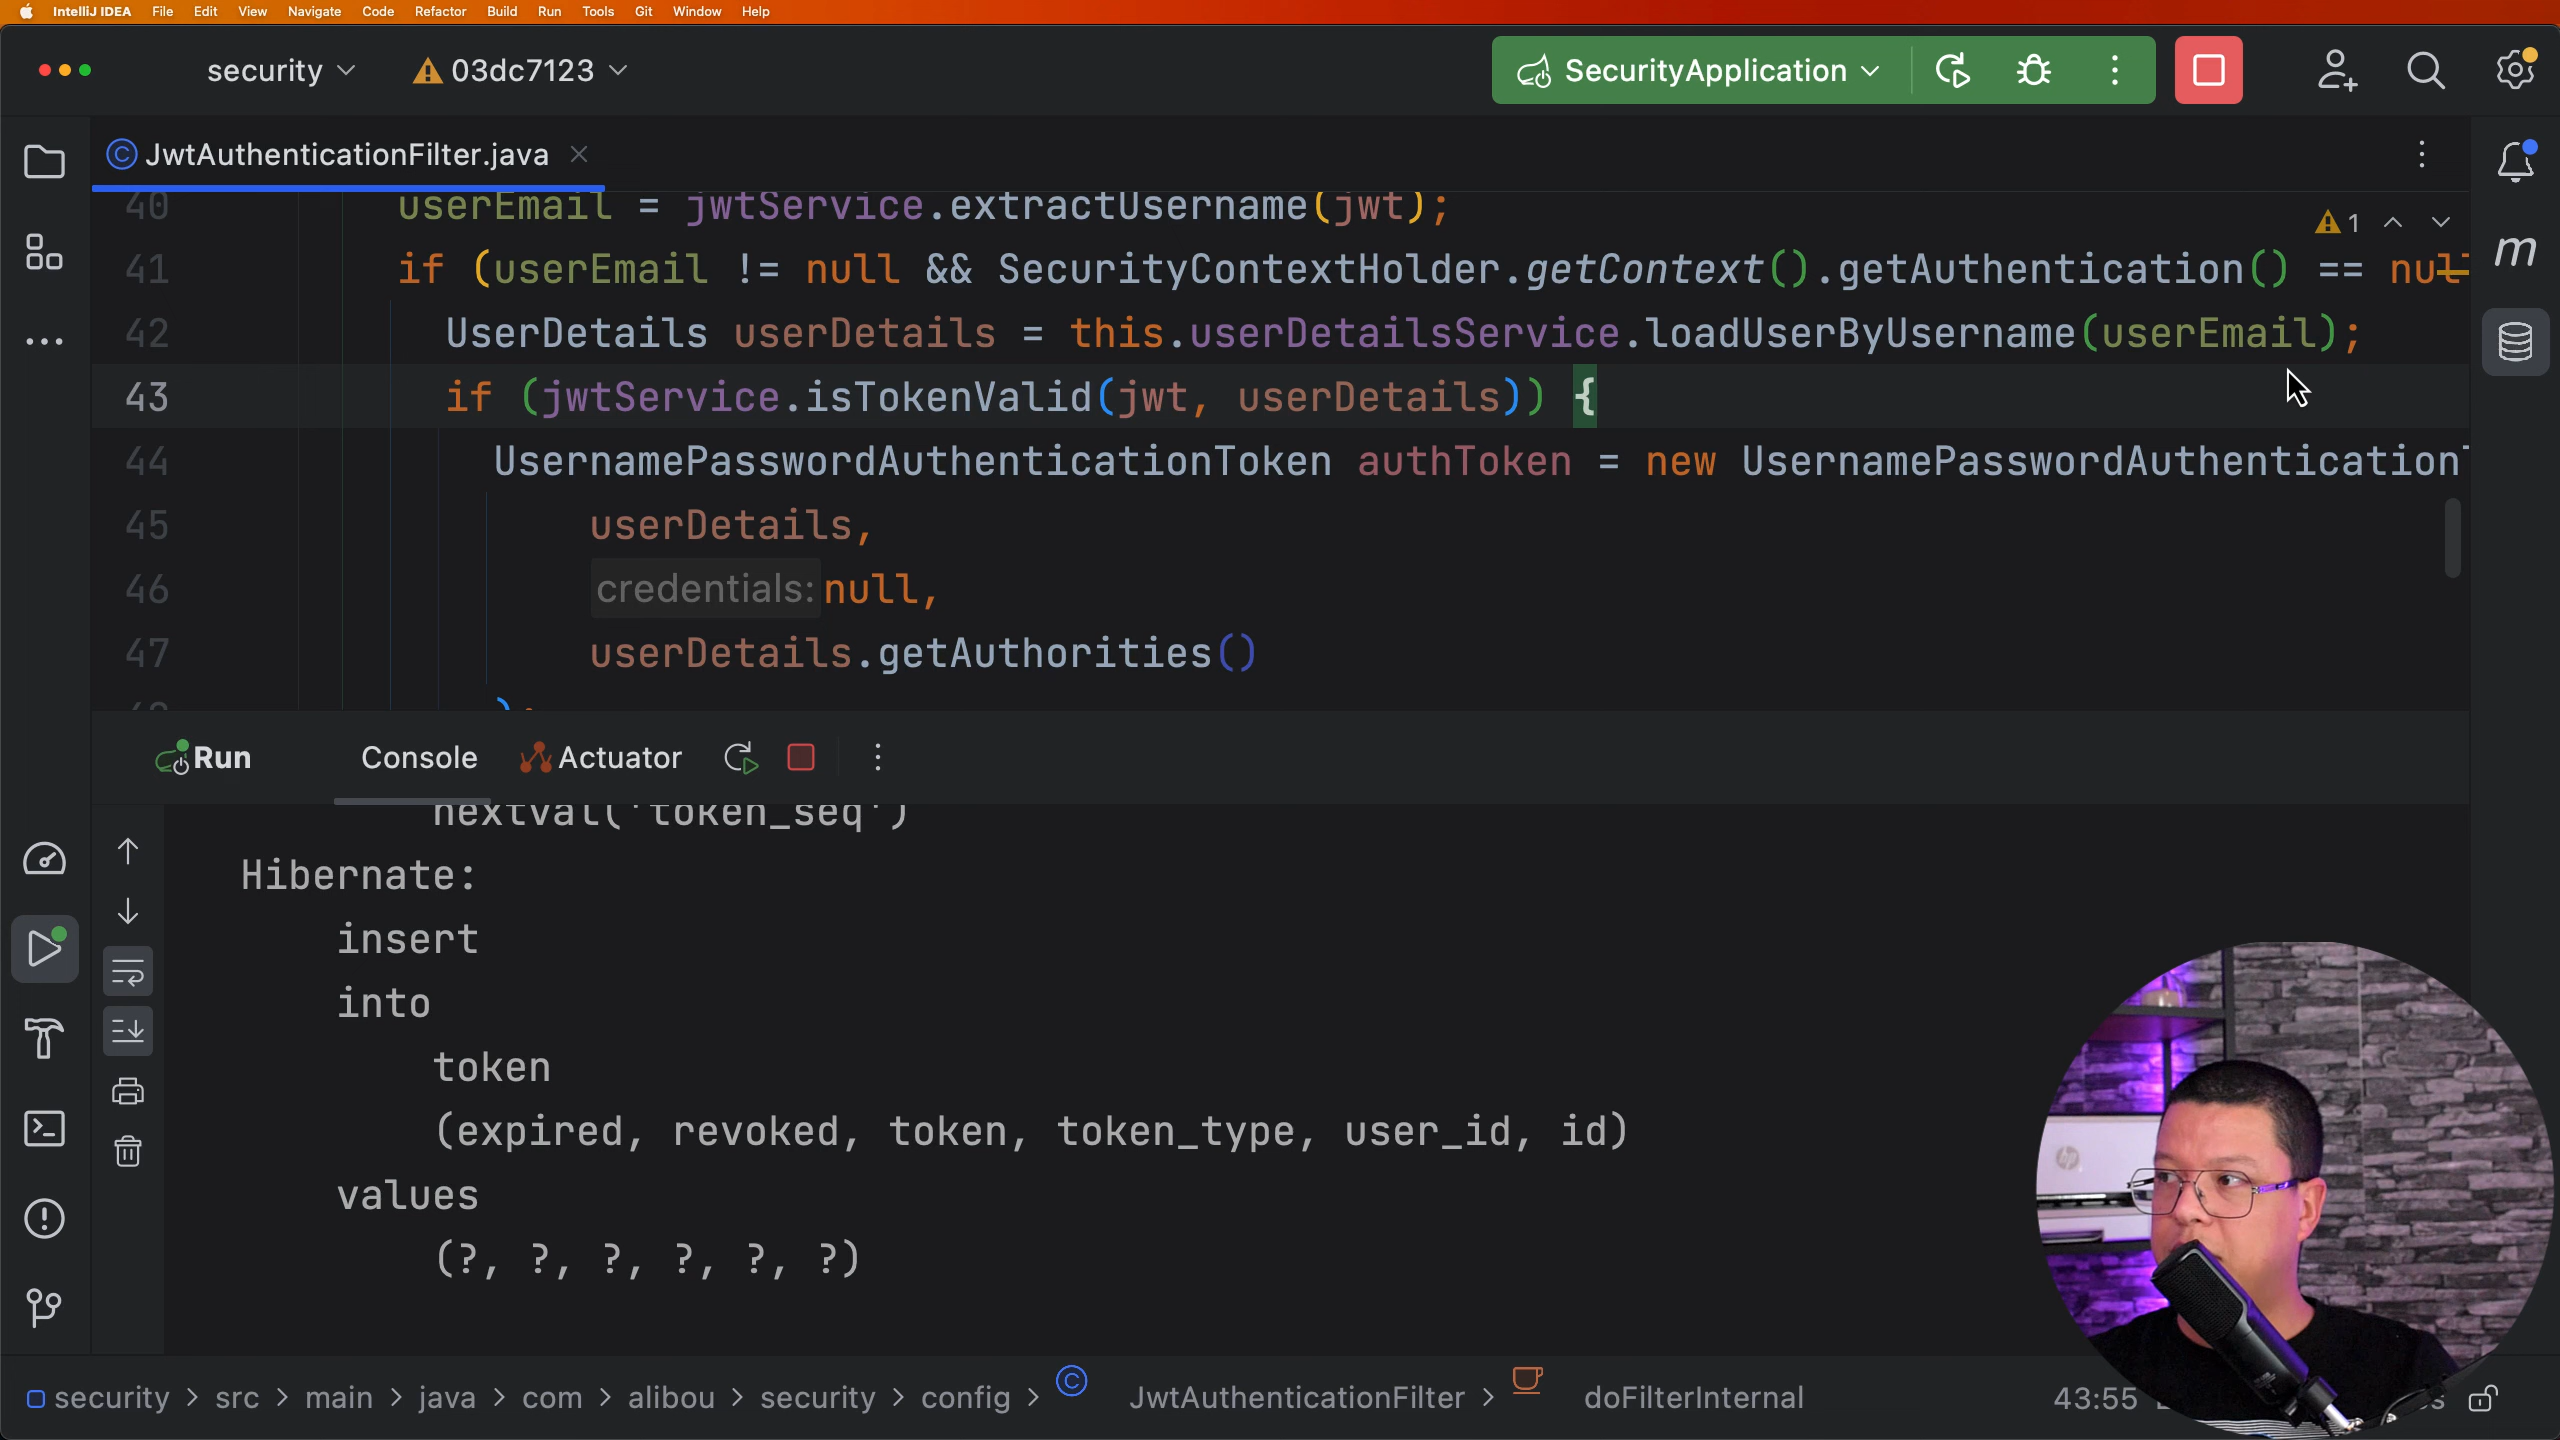 IntelliJ IDEA File Edit View Navigate Code Refactor Build Run Tools Git Window Help
security 03dc7123 SecurityApplication
JwtAuthenticationFilter.java
40 userEmail = jwtService.extractUsername(jwt);
1
41 if (userEmail != null && SecurityContextHolder.getContext().getAuthentication() == null
42 UserDetails userDetails = this.userDetailsService.loadUserByUsername(userEmail);
43 if (jwtService.isTokenValid(jwt, userDetails)) {
44 UsernamePasswordAuthenticationToken authToken = new UsernamePasswordAuthentication
45 userDetails,
46 credentials: null,
47 userDetails.getAuthorities()
);
Run Console Actuator
nextval('token_seq')
Hibernate:
insert
into
token
(expired, revoked, token, token_type, user_id, id)
values
(?, ?, ?, ?, ?, ?)
hp
security > src > main > java > com > alibou > security > config > JwtAuthenticationFilter > doFilterInternal 43:55